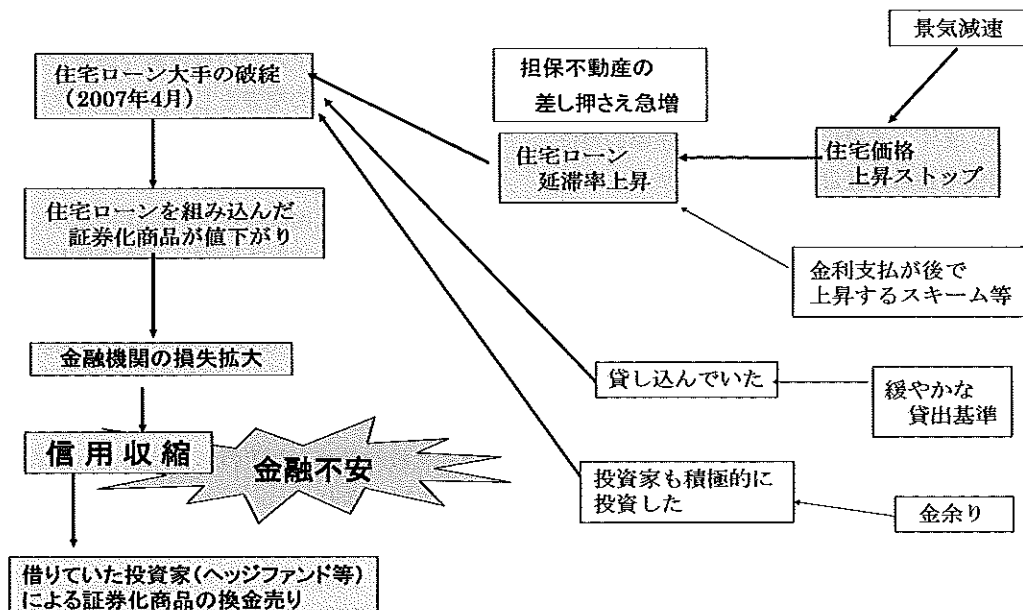 景気減速
住宅ローン大手の破綻
（2007年4月）
担保不動産の
差し押さえ急増
住宅ローン
延滞率上昇
住宅価格
上昇ストップ
住宅ローンを組み込んだ
証券化商品が値下がり
金利支払が後で
上昇するスキーム等
金融機関の損失拡大
貸し込んでいた
緩やかな
貸出基準
信用収縮
金融不安
投資家も積極的に
投資した
金余り
借りていた投資家（ヘッジファンド等）
による証券化商品の換金売り